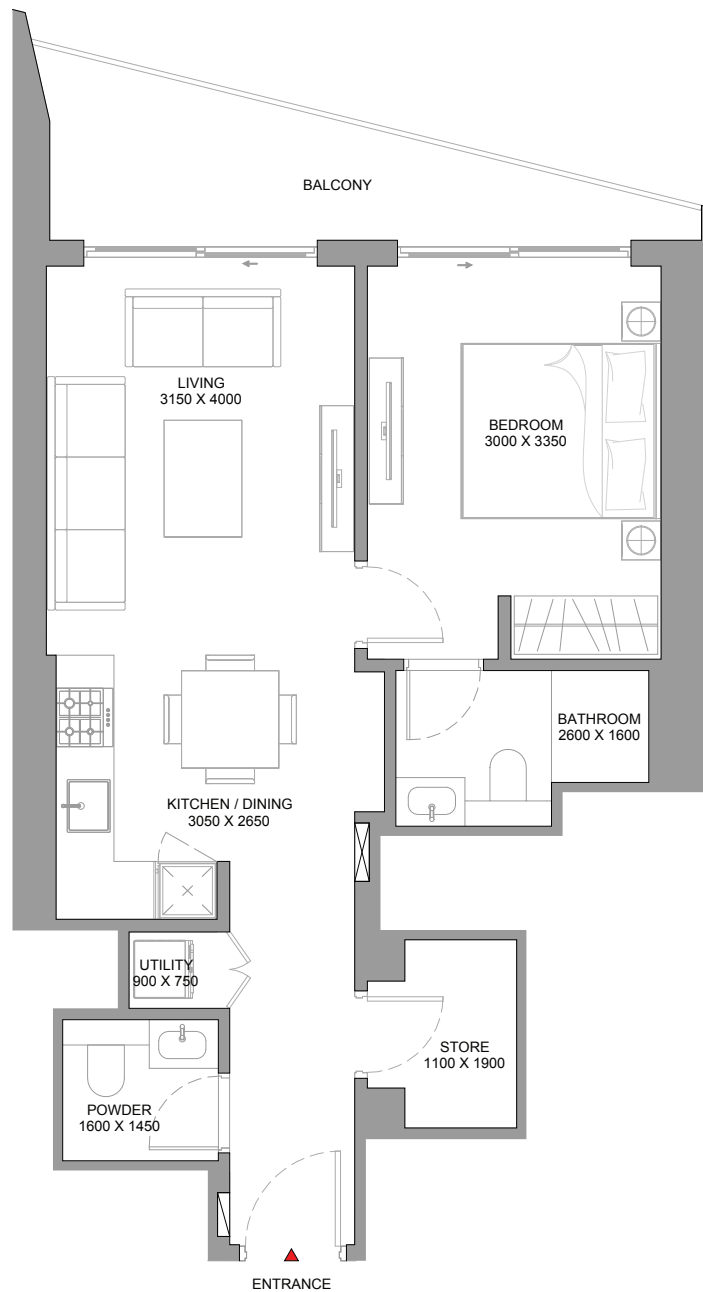 BALCONY
LIVING
3150 X 4000
BEDROOM
3000 X 3350
BATHROOM
2600 X 1600
KITCHEN / DINING
3050 X 2650
UTILITY
900 X 750
STORE
1100 X 1900
POWDER
1600 X 1450
ENTRANCE